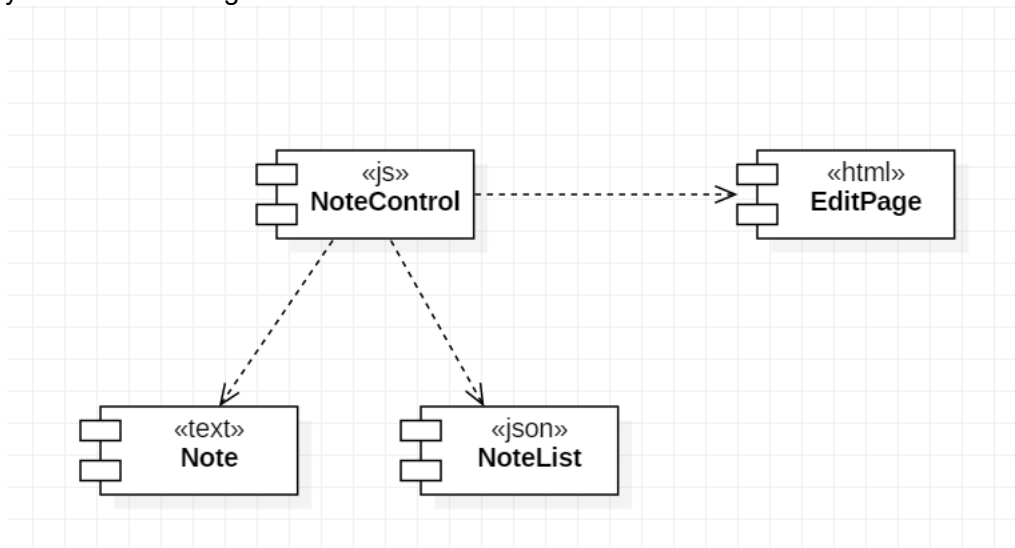 «js»
NoteControl
«html»
EditPage
«text»
Note
«json»
NoteList